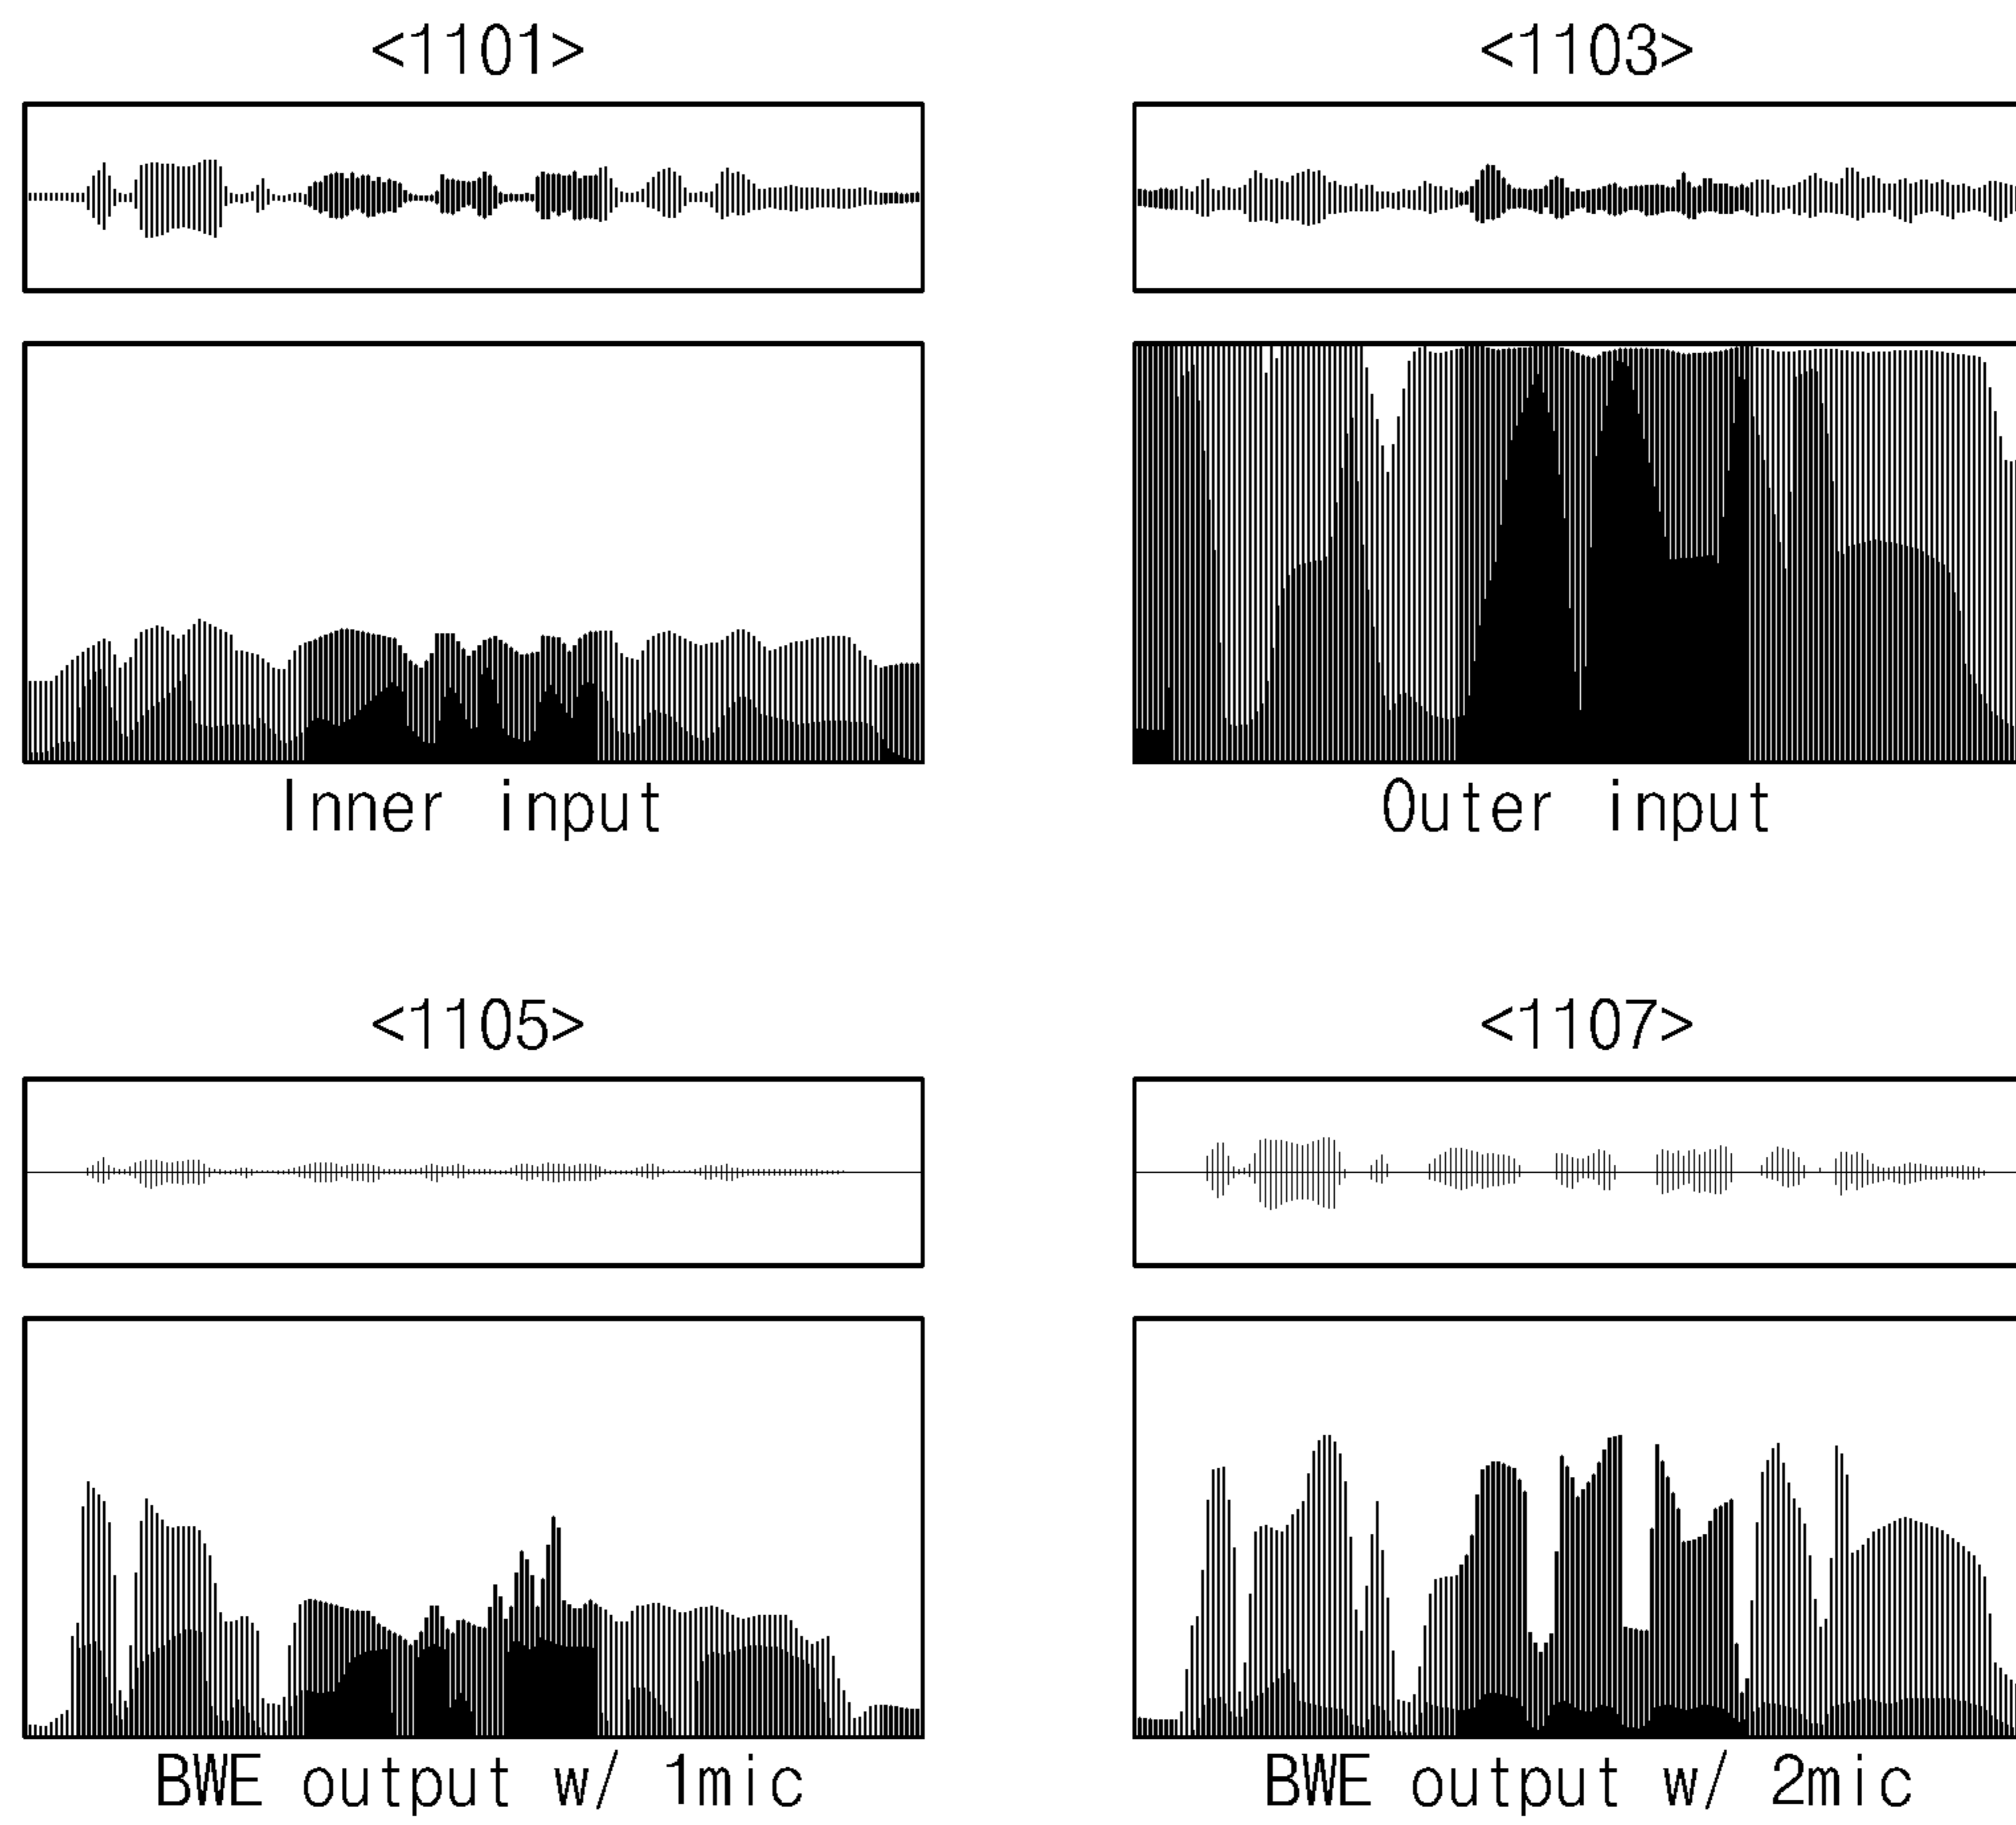 <1101>
<1103>
Inner input
Outer input
<1105>
<1107>
BWE output w/ 1mic
BWE output w/ 2mic